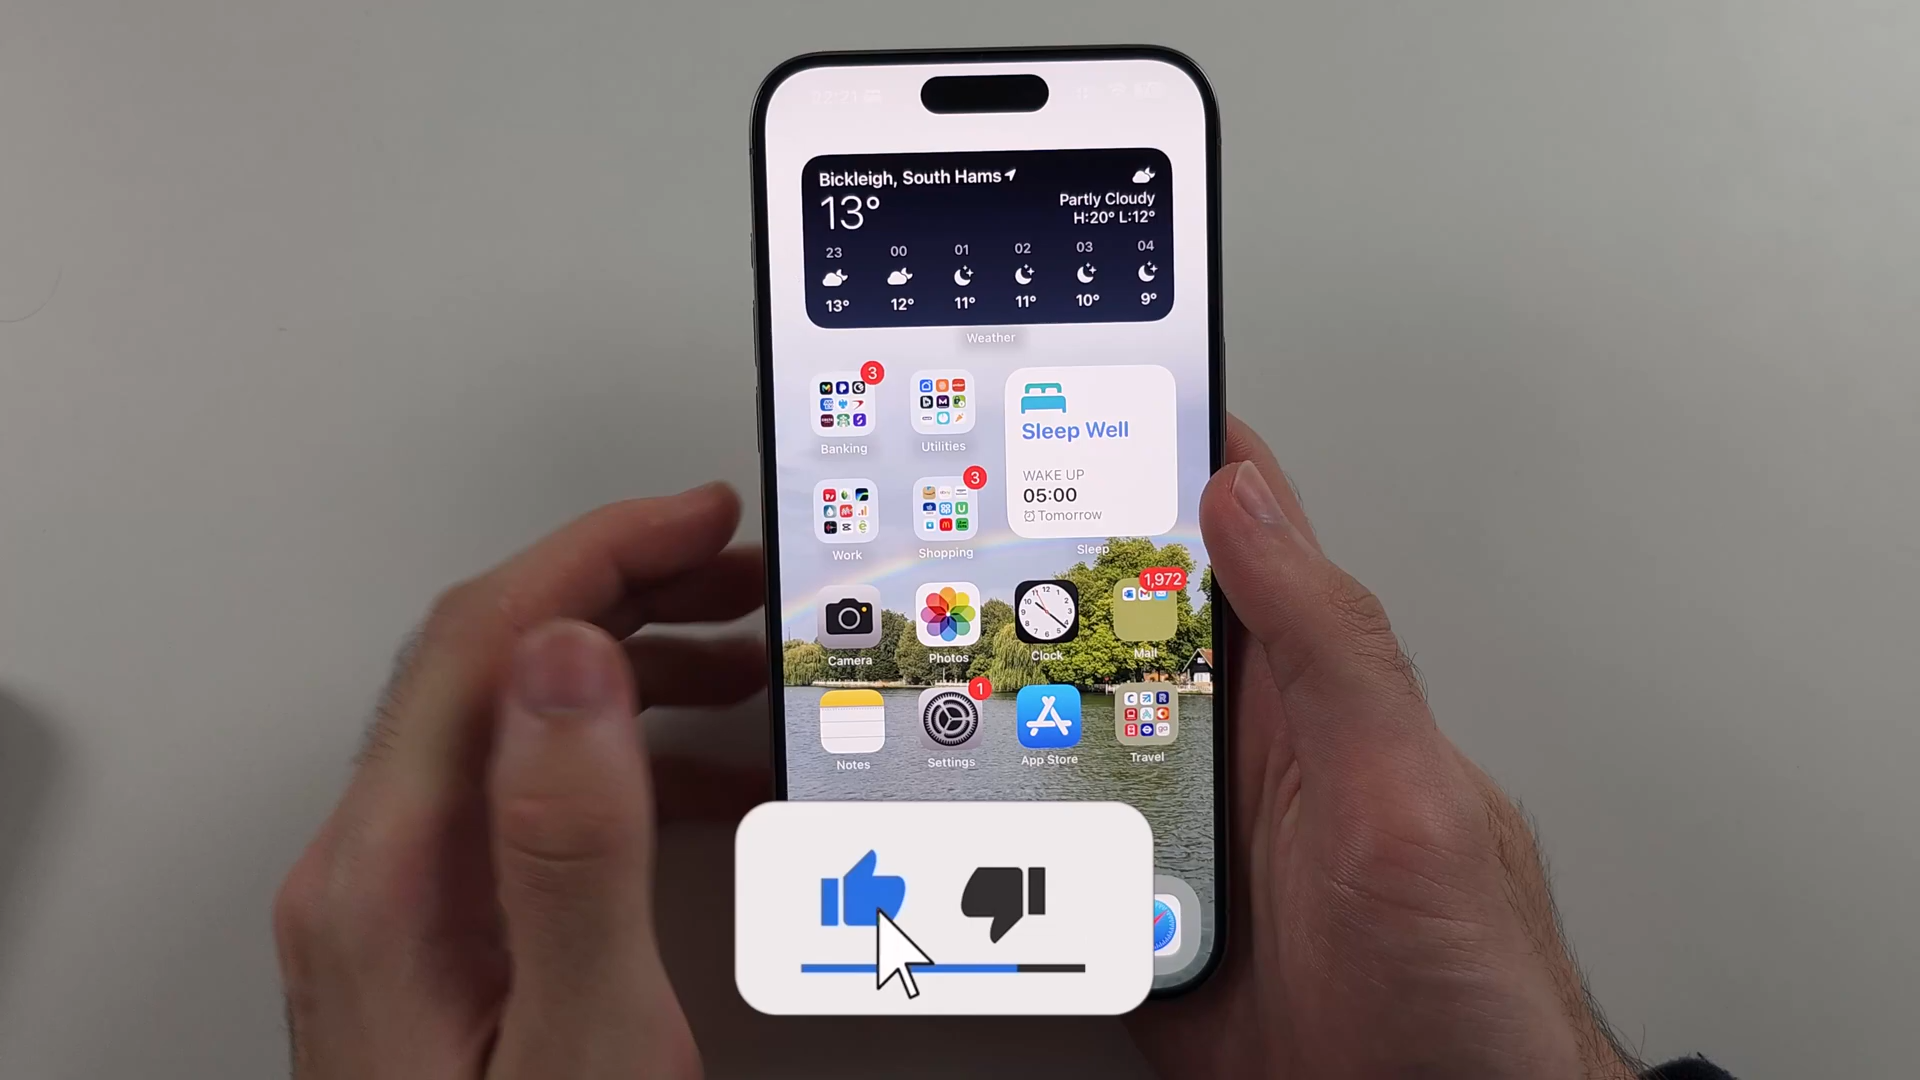 Bickleigh, South Hams
13°
Partly Cloudy
H:20° L:12°
23 00 01 02 03 04
13° 12° 11° 11° 10° 9°
Weather
3
Banking
Utilities
Sleep Well
WAKE UP
05:00
Tomorrow
Sleep
3
Work
Shopping
1,972
Camera
Photos
Clock
Mail
1
Notes
Settings
App Store
Travel